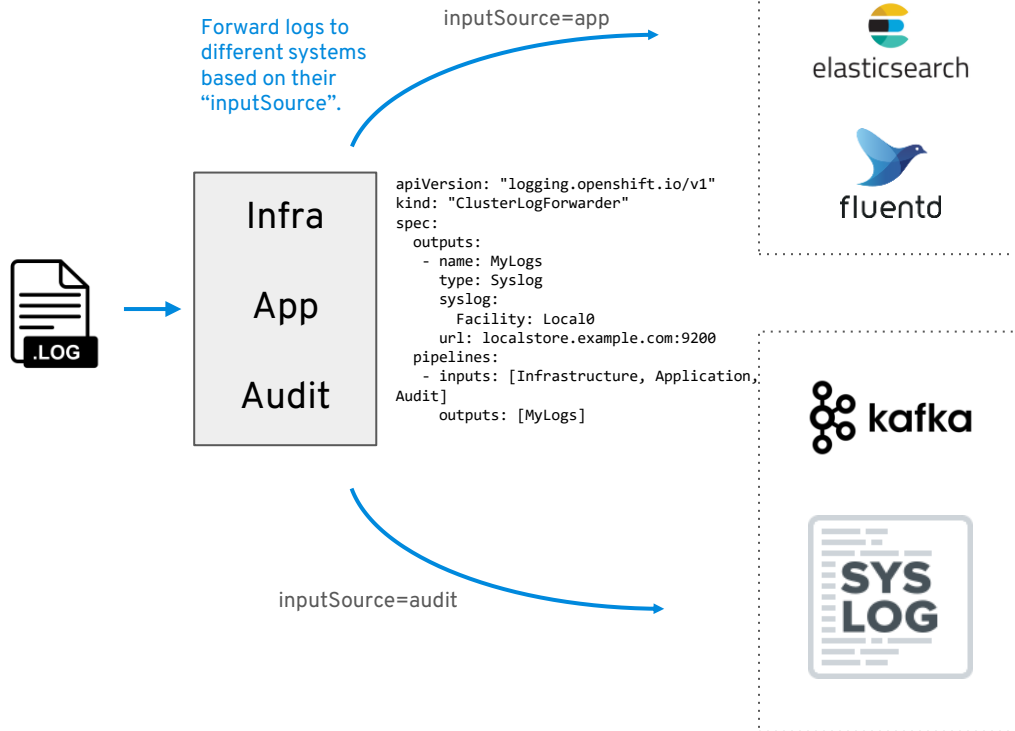 Forward logs to
different systems
based on their
“inputSource”.
inputSource=app
elasticsearch
fluentd
.LOG
Infra
App
Audit
apiVersion: "logging.openshift.io/v1"
kind: "ClusterLogForwarder"
spec:
  outputs:
   - name: MyLogs
     type: Syslog
     syslog:
       Facility: Local0
     url: localstore.example.com:9200
  pipelines:
   - inputs: [Infrastructure, Application,
Audit]
     outputs: [MyLogs]
kafka
SYS
LOG
inputSource=audit